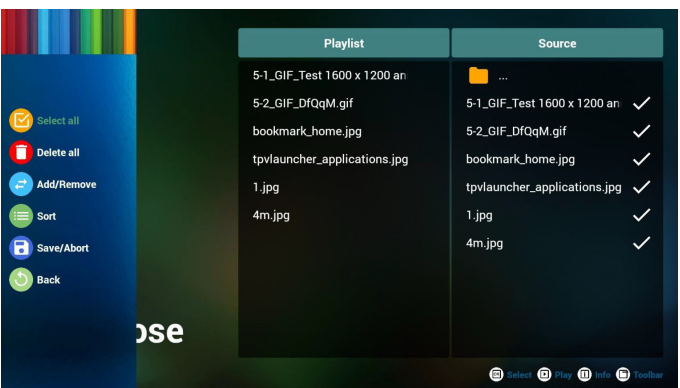 Playlist
Source
5-1_GIF_Test 1600 x 1200 an
...
5-2_GIF_DfQqM.gif
5-1_GIF_Test 1600 x 1200 an
bookmark_home.jpg
5-2_GIF_DfQqM.gif
tpvlauncher_applications.jpg
bookmark_home.jpg
1.jpg
tpvlauncher_applications.jpg
4m.jpg
1.jpg
4m.jpg
Select all
Delete all
Add/Remove
Sort
Save/Abort
Back
ose
Select
Play
Info
Toolbar